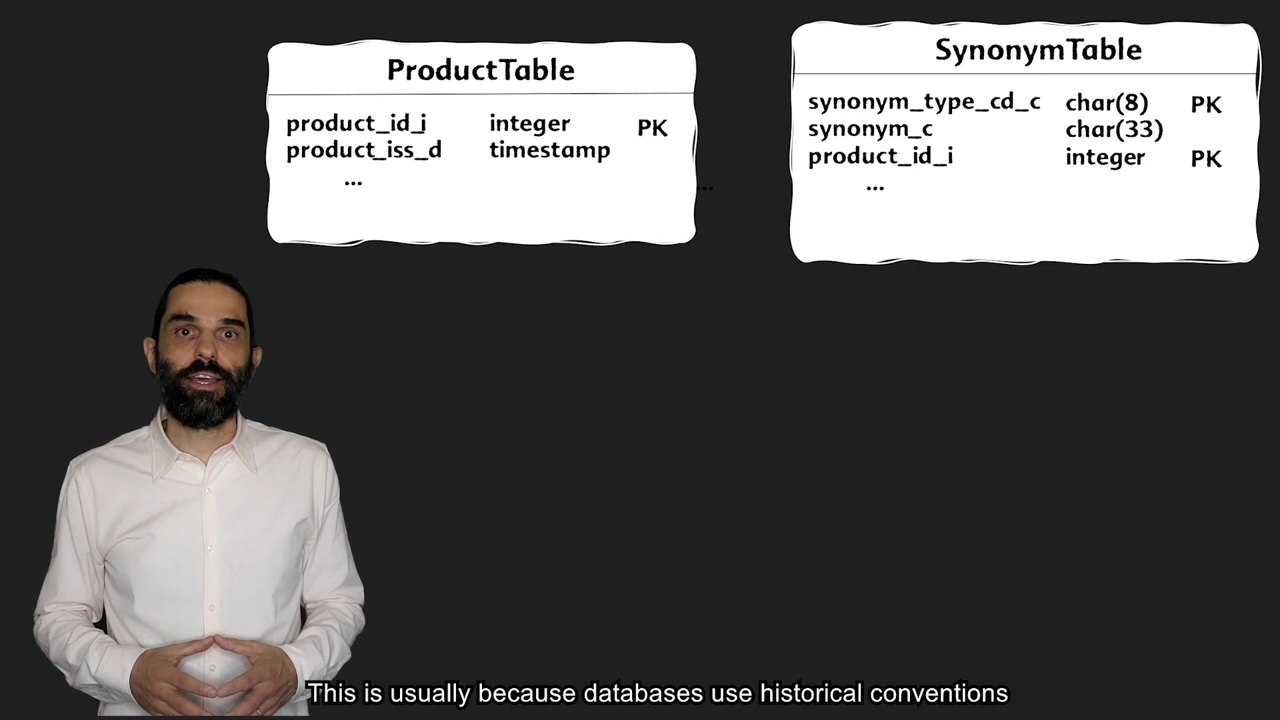 ProductTable
product_id_i integer PK
product_iss_d timestamp
...
...
SynonymTable
synonym_type_cd_c char(8) PK
synonym_c char(33)
product_id_i integer PK
...
This is usually because databases use historical conventions